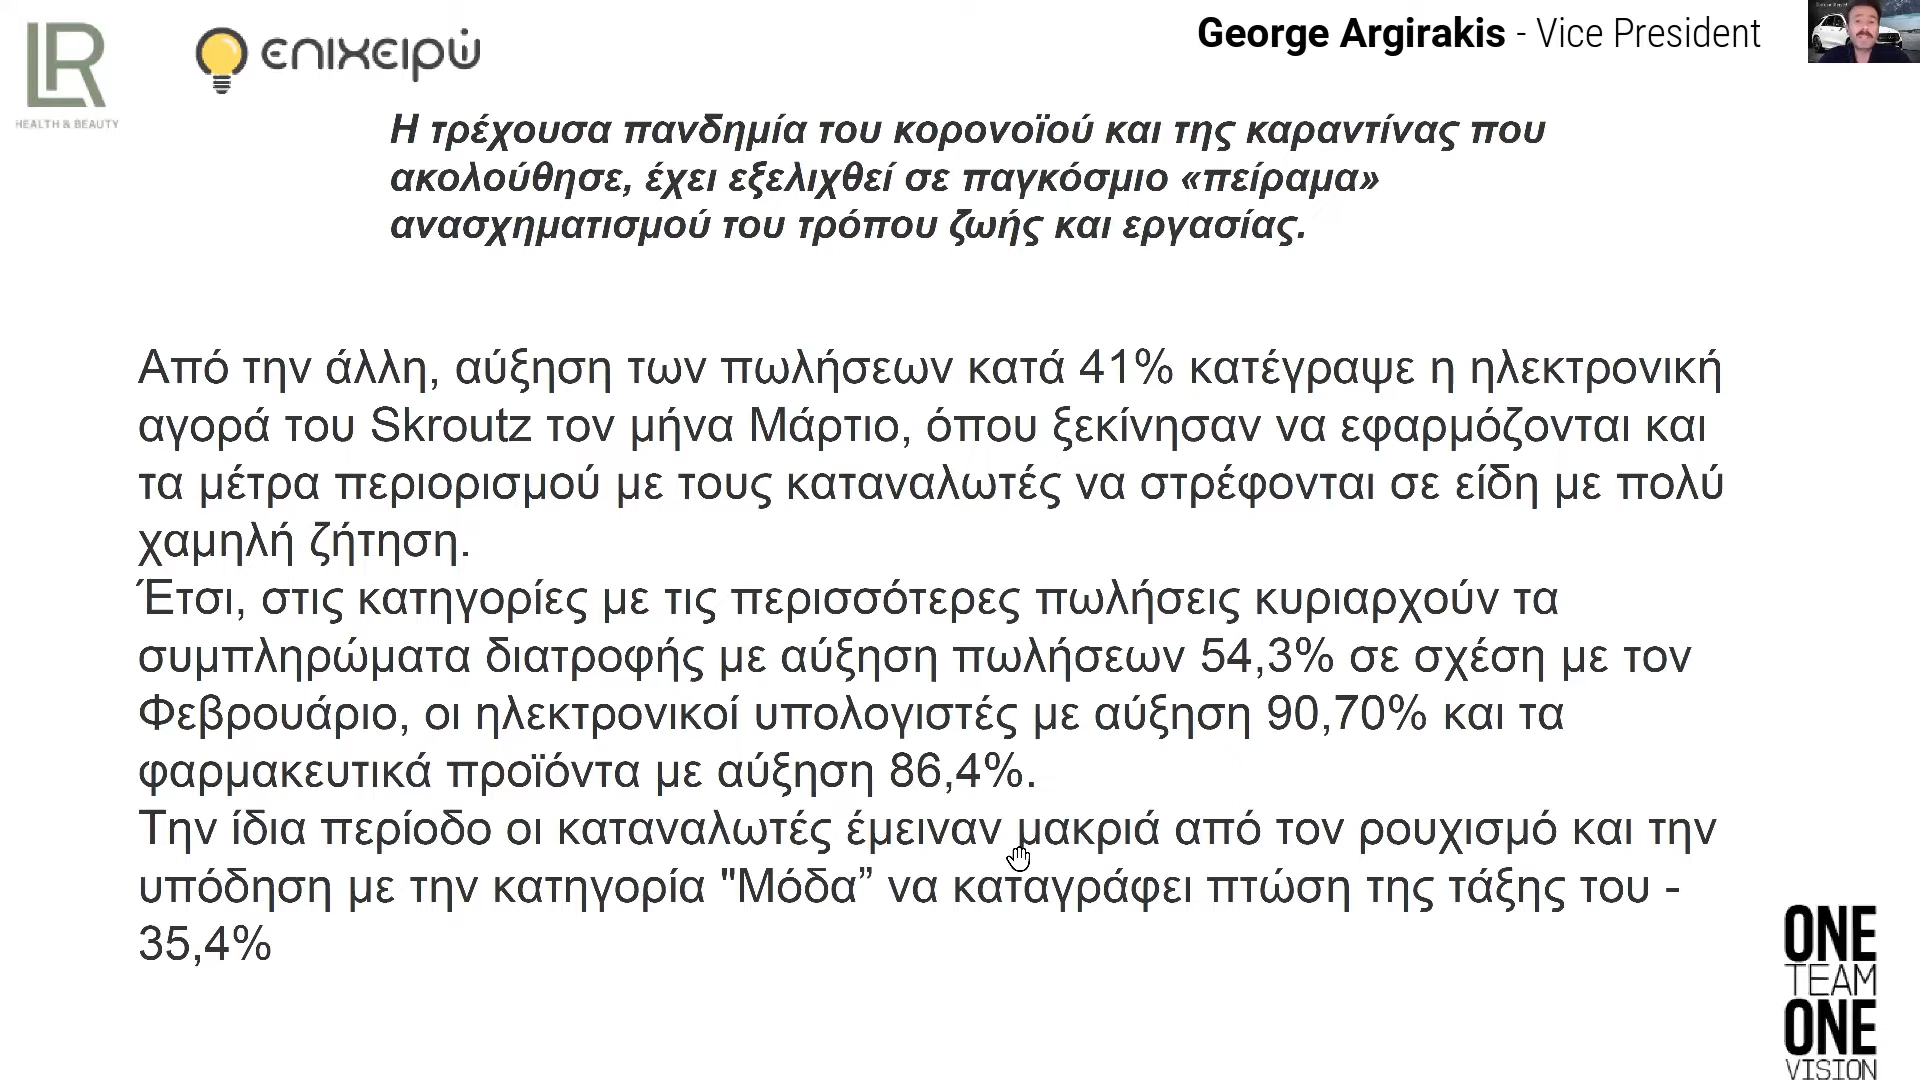 LR
HEALTH & BEAUTY
επιχειρώ
George Argirakis - Vice President
Η τρέχουσα πανδημία του κορονοϊού και της καραντίνας που
ακολούθησε, έχει εξελιχθεί σε παγκόσμιο «πείραμα»
ανασχηματισμού του τρόπου ζωής και εργασίας.
Από την άλλη, αύξηση των πωλήσεων κατά 41% κατέγραψε η ηλεκτρονική
αγορά του Skroutz τον μήνα Μάρτιο, όπου ξεκίνησαν να εφαρμόζονται και
τα μέτρα περιορισμού με τους καταναλωτές να στρέφονται σε είδη με πολύ
χαμηλή ζήτηση.
Έτσι, στις κατηγορίες με τις περισσότερες πωλήσεις κυριαρχούν τα
συμπληρώματα διατροφής με αύξηση πωλήσεων 54,3% σε σχέση με τον
Φεβρουάριο, οι ηλεκτρονικοί υπολογιστές με αύξηση 90,70% και τα
φαρμακευτικά προϊόντα με αύξηση 86,4%.
Την ίδια περίοδο οι καταναλωτές έμειναν μακριά από τον ρουχισμό και την
υπόδηση με την κατηγορία "Μόδα” να καταγράφει πτώση της τάξης του -
35,4%
ONE
TEAM
ONE
VISION